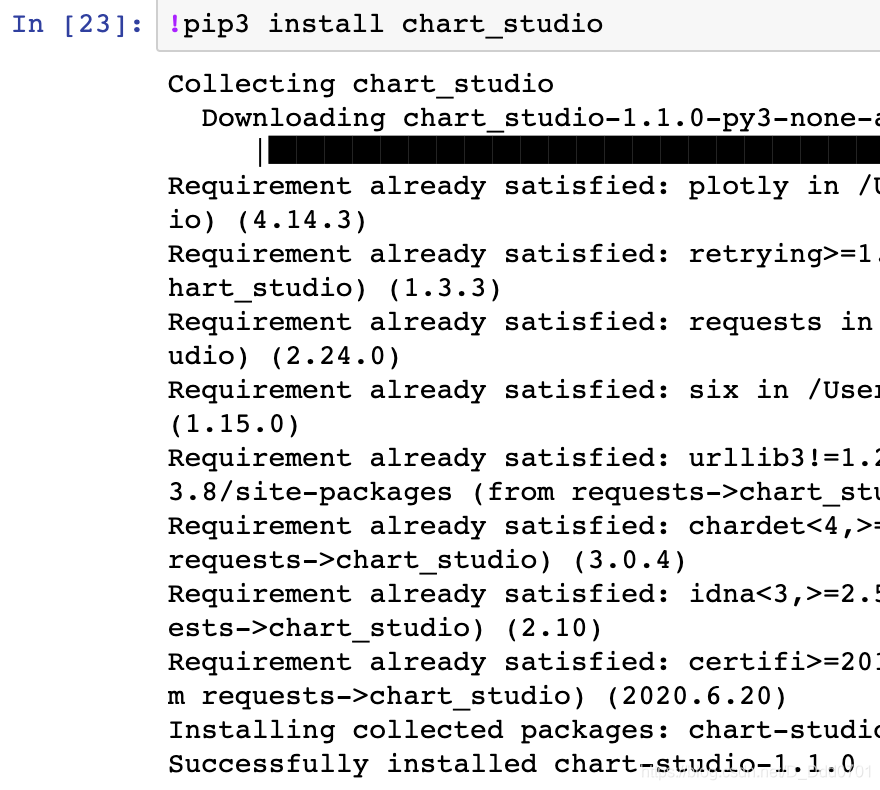 In [23]: !pip3 install chart_studio
Collecting chart_studio
Downloading chart_studio-1.1.0-py3-none-a
Requirement already satisfied: plotly in /U
io) (4.14.3)
Requirement already satisfied: retrying>=1.
hart_studio) (1.3.3)
Requirement already satisfied: requests in
udio) (2.24.0)
Requirement already satisfied: six in /User
(1.15.0)
Requirement already satisfied: urllib3!=1.2
3.8/site-packages (from requests->chart_stu
Requirement already satisfied: chardet<4,>=
requests->chart_studio) (3.0.4)
Requirement already satisfied: idna<3,>=2.5
ests->chart_studio) (2.10)
Requirement already satisfied: certifi>=201
m requests->chart_studio) (2020.6.20)
Installing collected packages: chart-studio
Successfully installed chart-studio-1.1.0